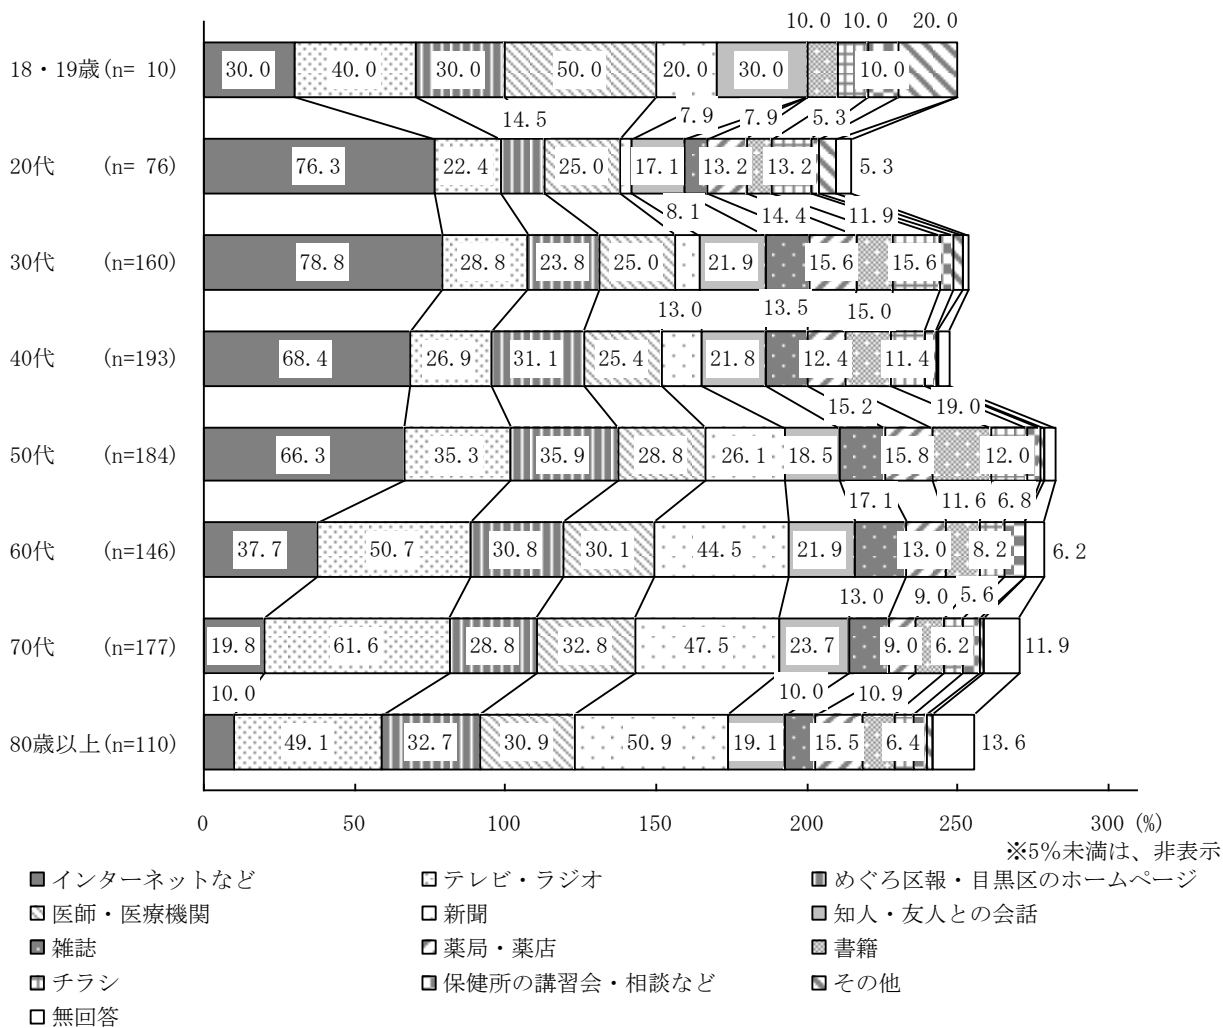 10.0 10.0 20.0
18・19歳(n= 10) 30.0 40.0 30.0 50.0 20.0 30.0 10.0
14.5 7.9 7.9 5.3
20代 (n= 76) 76.3 22.4 25.0 17.1 13.2 13.2 5.3
8.1 14.4 11.9
30代 (n=160) 78.8 28.8 23.8 25.0 21.9 15.6 15.6
13.0 13.5 15.0
40代 (n=193) 68.4 26.9 31.1 25.4 21.8 12.4 11.4
15.2 19.0
50代 (n=184) 66.3 35.3 35.9 28.8 26.1 18.5 15.8 12.0
17.1 11.6 6.8
60代 (n=146) 37.7 50.7 30.8 30.1 44.5 21.9 13.0 8.2 6.2
13.0 9.0 5.6
70代 (n=177) 19.8 61.6 28.8 32.8 47.5 23.7 9.0 6.2 11.9
10.0 10.0 10.9
80歳以上(n=110) 49.1 32.7 30.9 50.9 19.1 15.5 6.4 13.6
0 50 100 150 200 250 300 (%)
※5%未満は、非表示
インターネットなど テレビ・ラジオ めぐろ区報・目黒区のホームページ
医師・医療機関 新聞 知人・友人との会話
雑誌 薬局・薬店 書籍
チラシ 保健所の講習会・相談など その他
無回答